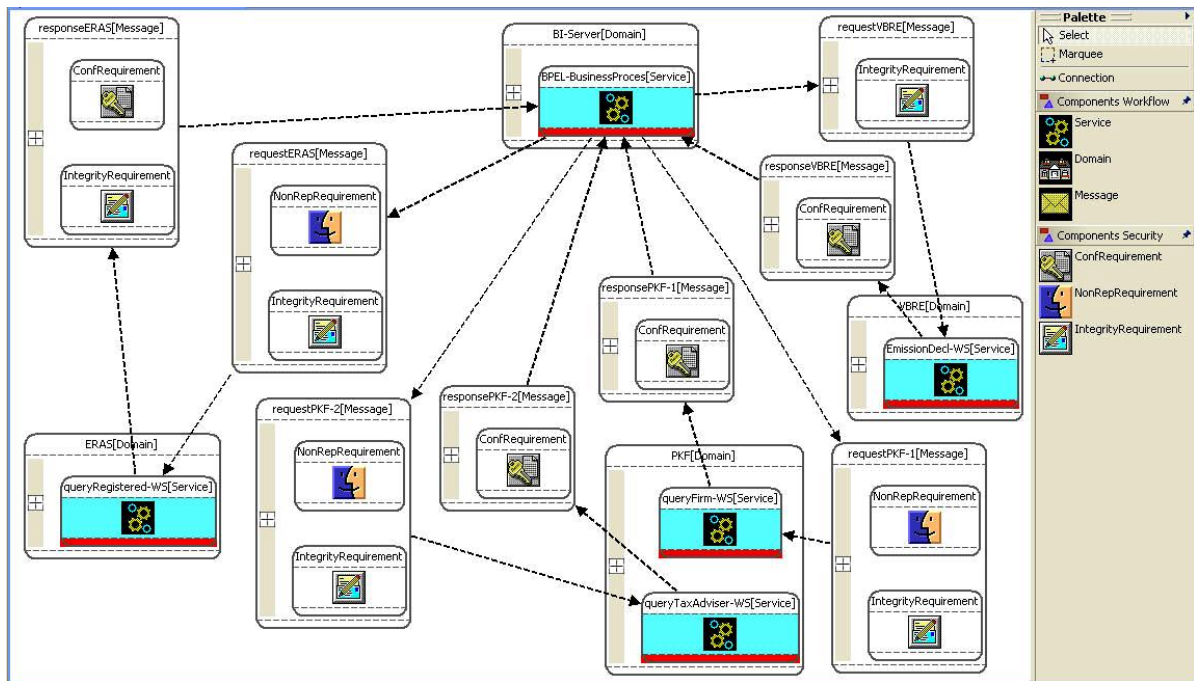 responseERAS[Message]
ConfRequirement
IntegrityRequirement
BI-Server[Domain]
BPEL-BusinessProces[Service]
requestVBRE[Message]
IntegrityRequirement
requestERAS[Message]
NonRepRequirement
IntegrityRequirement
responseVBRE[Message]
ConfRequirement
responsePKF-1[Message]
ConfRequirement
VBRE[Domain]
EmissionDecl-WS[Service]
requestPKF-2[Message]
NonRepRequirement
IntegrityRequirement
responsePKF-2[Message]
ConfRequirement
ERAS[Domain]
queryRegistered-WS[Service]
PKF[Domain]
queryFirm-WS[Service]
queryTaxAdviser-WS[Service]
requestPKF-1[Message]
NonRepRequirement
IntegrityRequirement
Palette
Select
Marquee
Connection
Components Workflow
Service
Domain
Message
Components Security
ConfRequirement
NonRepRequirement
IntegrityRequirement